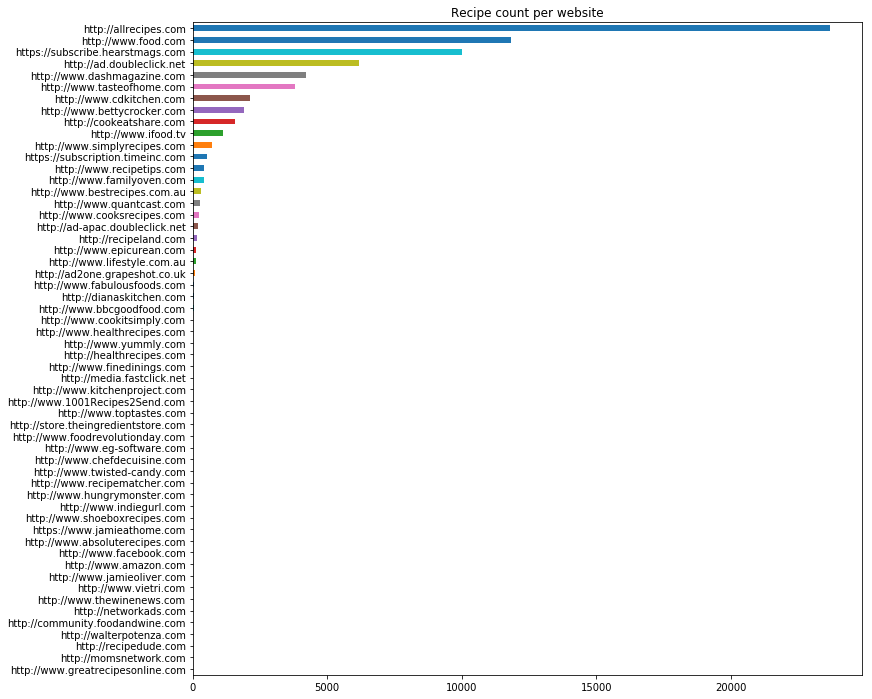 Recipe count per website
http://allrecipes.com
http://www.food.com
https://subscribe.hearstmags.com
http://ad.doubleclick.net
http://www.dashmagazine.com
http://www.tasteofhome.com
http://www.cdkitchen.com
http://www.bettycrocker.com
http://cookeatshare.com
http://www.ifood.tv
http://www.simplyrecipes.com
https://subscription.timeinc.com
http://www.recipetips.com
http://www.familyoven.com
http://www.bestrecipes.com.au
http://www.quantcast.com
http://www.cooksrecipes.com
http://ad-apac.doubleclick.net
http://recipeland.com
http://www.epicurean.com
http://www.lifestyle.com.au
http://ad2one.grapeshot.co.uk
http://www.fabulousfoods.com
http://dianaskitchen.com
http://www.bbcgoodfood.com
http://www.cookitsimply.com
http://www.healthrecipes.com
http://www.yummly.com
http://healthrecipes.com
http://www.finedinings.com
http://media.fastclick.net
http://www.kitchenproject.com
http://www.1001Recipes2Send.com
http://www.toptastes.com
http://store.theingredientstore.com
http://www.foodrevolutionday.com
http://www.eg-software.com
http://www.chefdecuisine.com
http://www.twisted-candy.com
http://www.recipematcher.com
http://www.hungrymonster.com
http://www.indiegurl.com
http://www.shoeboxrecipes.com
https://www.jamieathome.com
http://www.absoluterecipes.com
http://www.facebook.com
http://www.amazon.com
http://www.jamieoliver.com
http://www.vietri.com
http://www.thewinenews.com
http://networkads.com
http://community.foodandwine.com
http://walterpotenza.com
http://recipedude.com
http://momsnetwork.com
http://www.greatrecipesonline.com
0 5000 10000 15000 20000